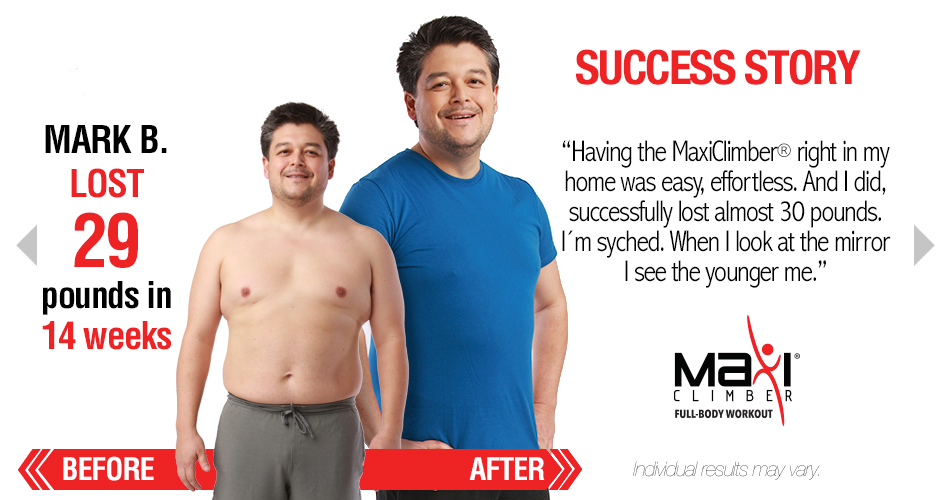 MARK B.
LOST
29
pounds in
14 weeks
BEFORE
AFTER
SUCCESS STORY
“Having the MaxiClimber® right in my
home was easy, effortless. And I did,
successfully lost almost 30 pounds.
I´m syched. When I look at the mirror
I see the younger me.”
MaxI®
CLIMBER
FULL-BODY WORKOUT
Individual results may vary.